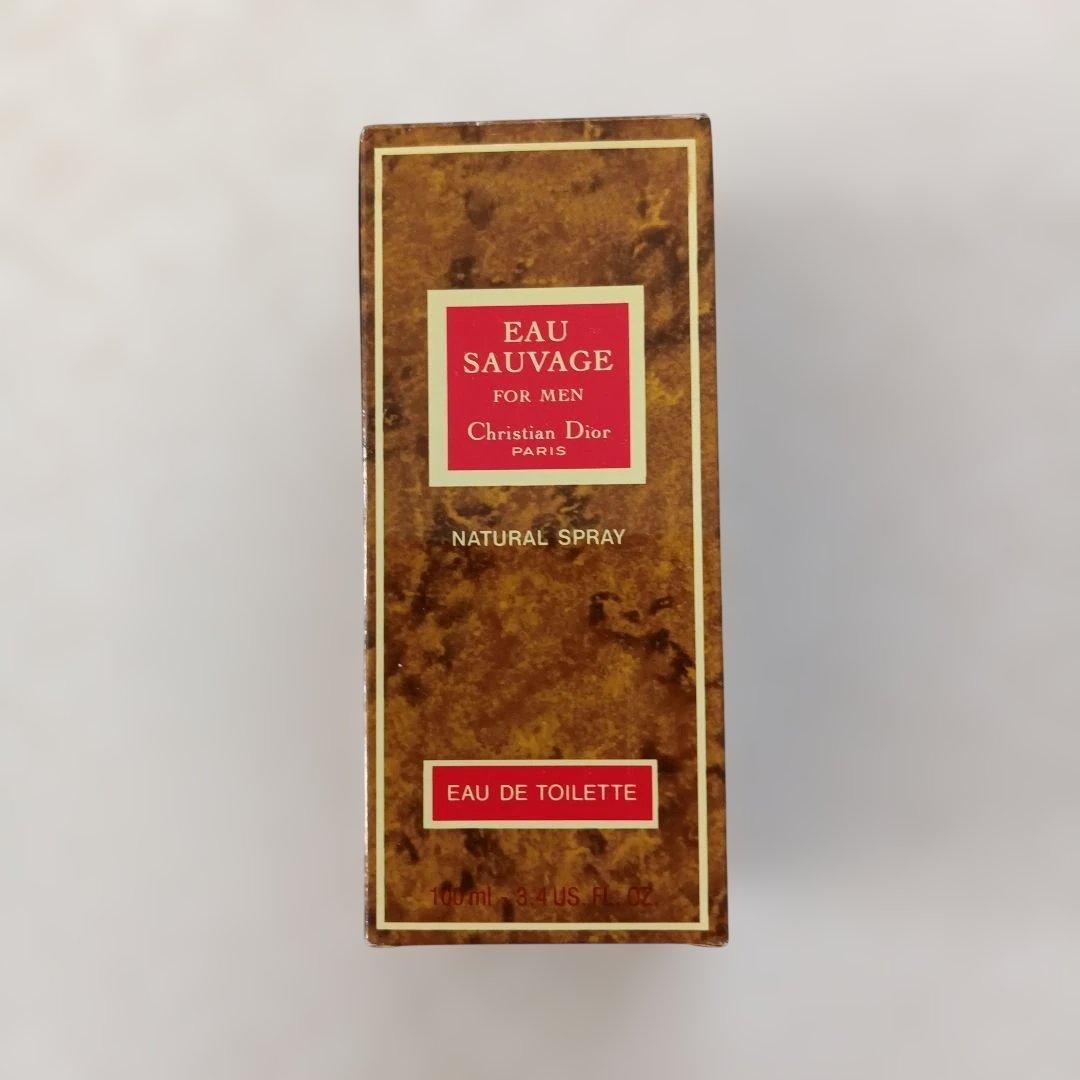 EAU
SAUVAGE
FOR MEN
Christian Dior
PARIS
NATURAL SPRAY
EAU DE TOILETTE
100 ml - 3.4 US. FL. OZ.